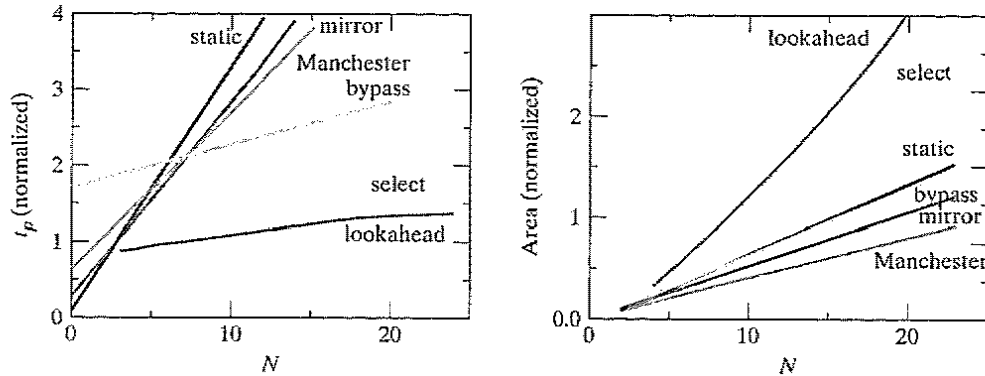 4
3
2
1
0
0
10
20
t_p (normalized)
N
static
mirror
Manchester
bypass
select
lookahead
2
1
0.0
0
10
20
Area (normalized)
N
lookahead
select
static
bypass
mirror
Manchester